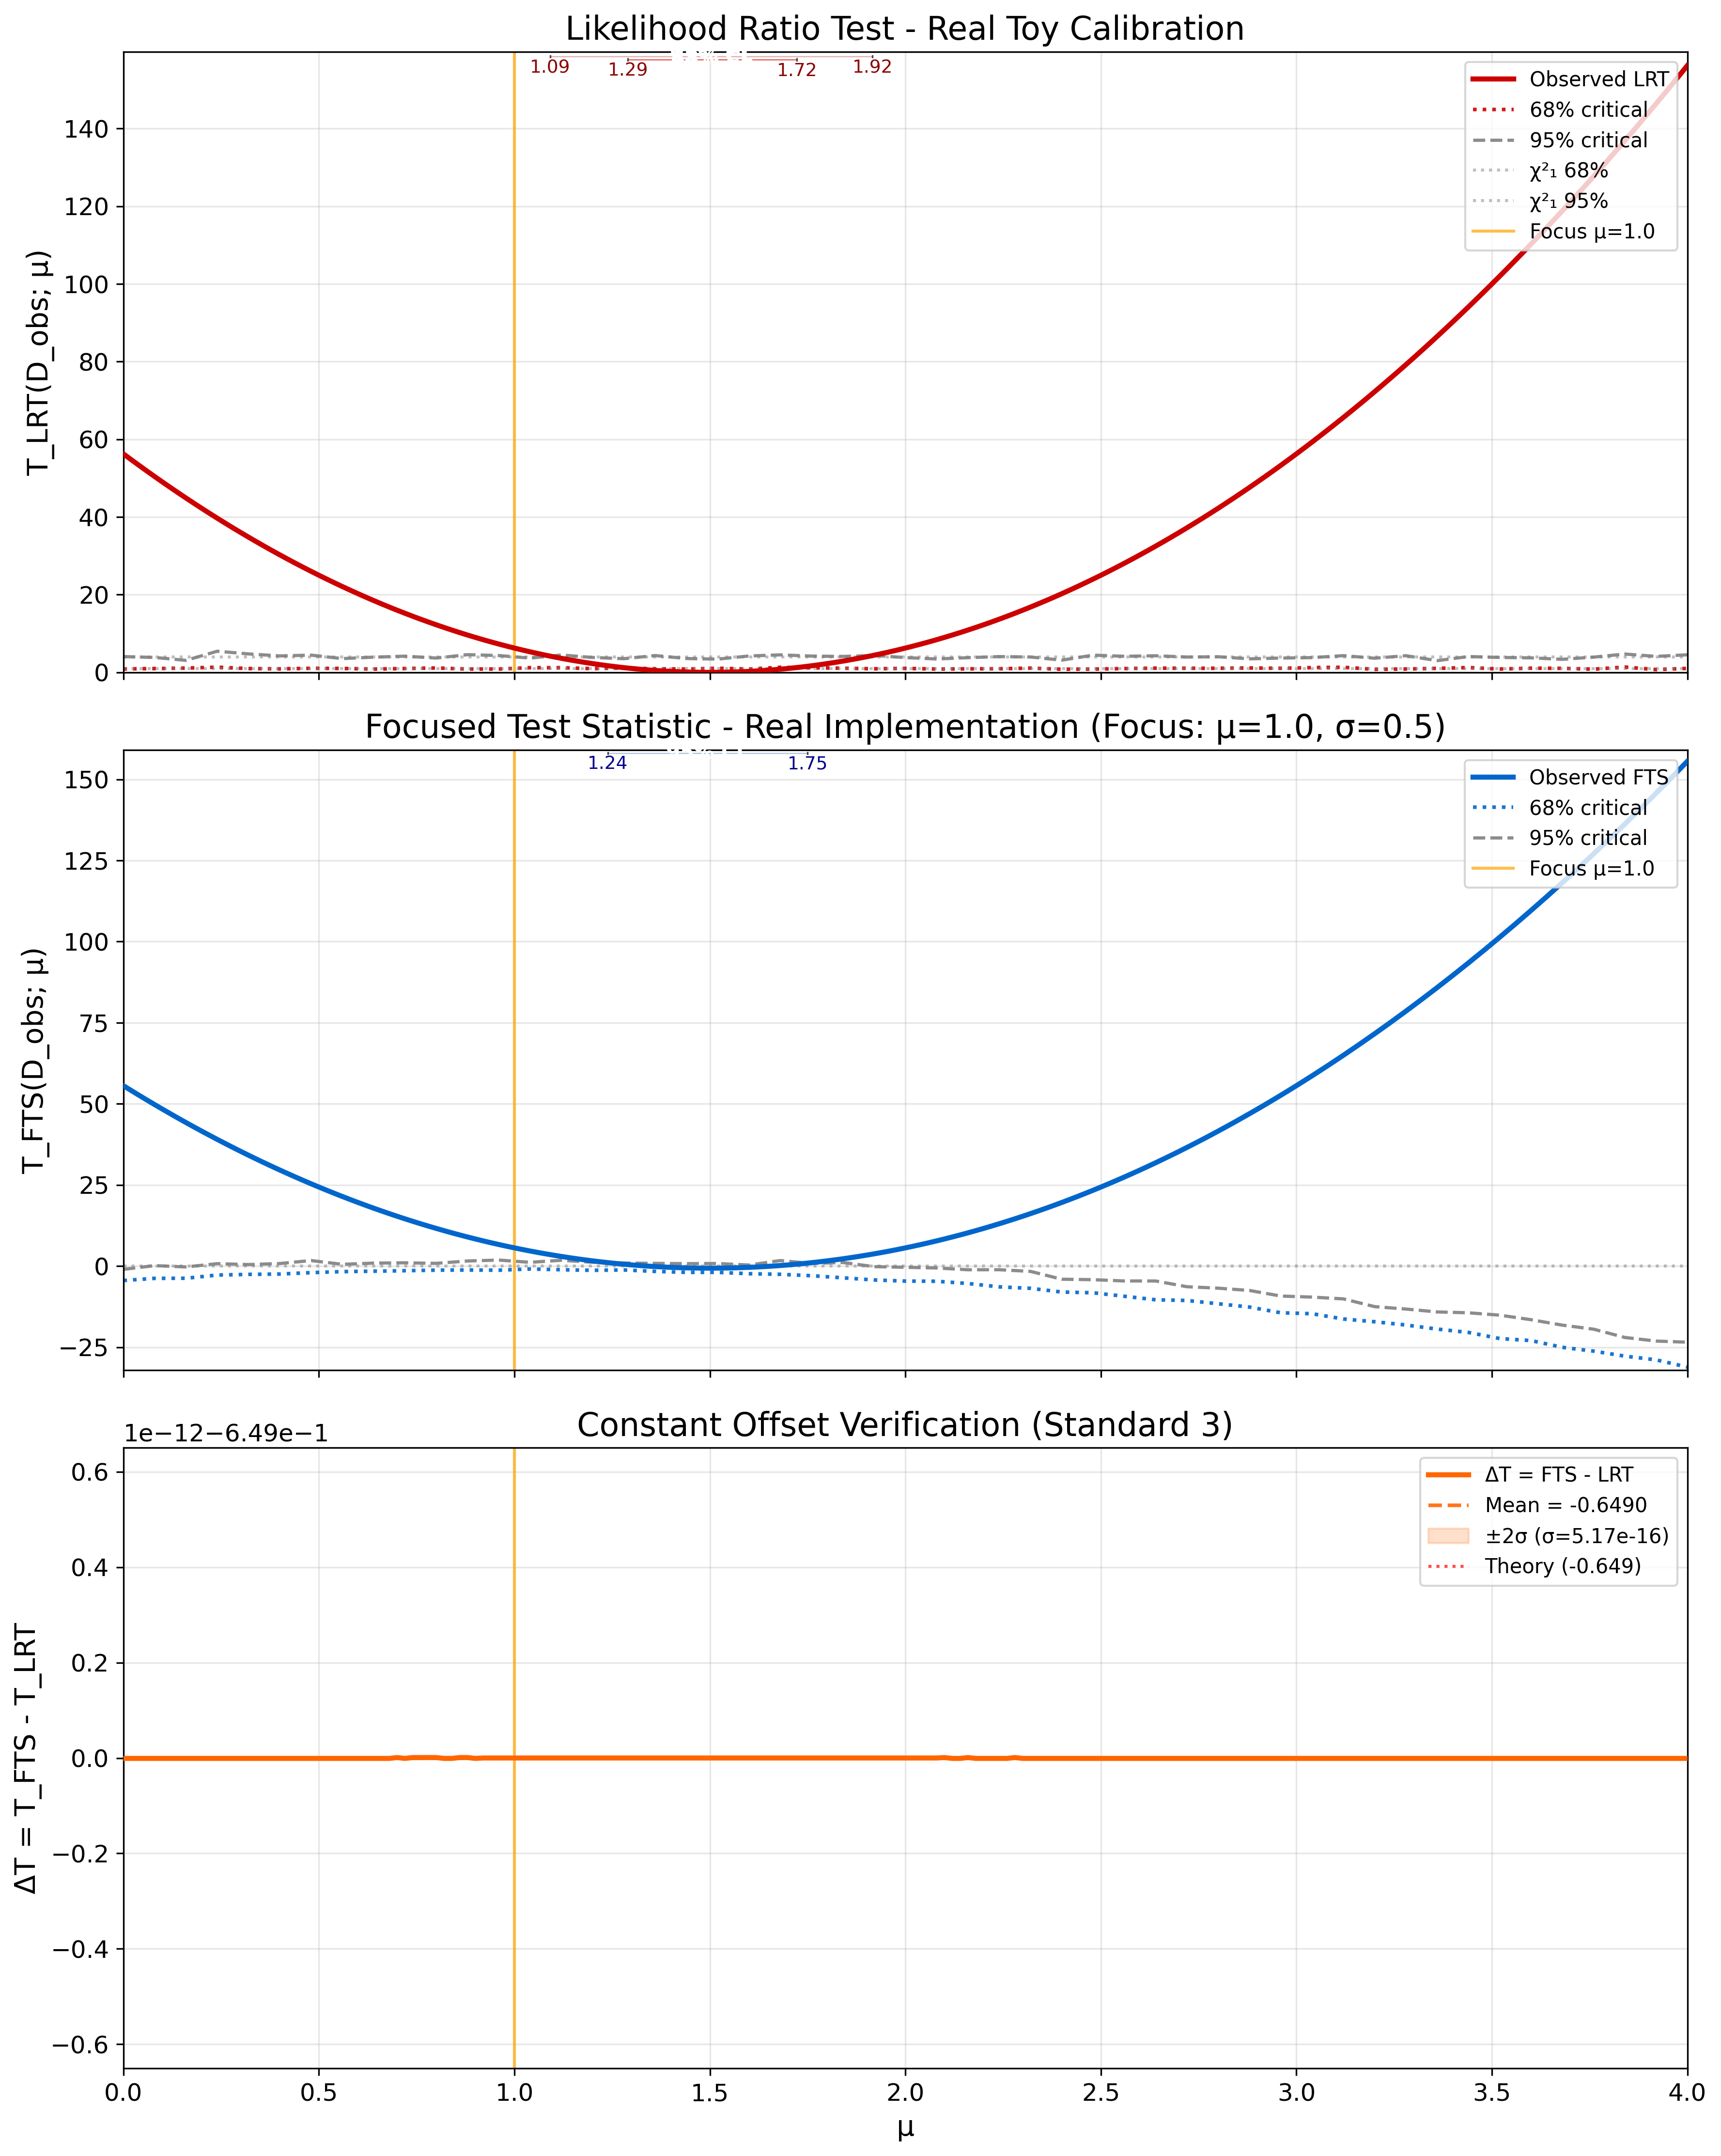 Likelihood Ratio Test - Real Toy Calibration
1.09
1.29
1.72
1.92
Observed LRT
68% critical
95% critical
χ²₁ 68%
χ²₁ 95%
Focus μ=1.0
T_LRT(D_obs; μ)
140
120
100
80
60
40
20
0
Focused Test Statistic - Real Implementation (Focus: μ=1.0, σ=0.5)
1.24
1.75
Observed FTS
68% critical
95% critical
Focus μ=1.0
T_FTS(D_obs; μ)
150
125
100
75
50
25
0
−25
Constant Offset Verification (Standard 3)
1e−12−6.49e−1
ΔT = FTS - LRT
Mean = -0.6490
±2σ (σ=5.17e-16)
Theory (-0.649)
ΔT = T_FTS - T_LRT
0.6
0.4
0.2
0.0
−0.2
−0.4
−0.6
0.0 0.5 1.0 1.5 2.0 2.5 3.0 3.5 4.0
μ